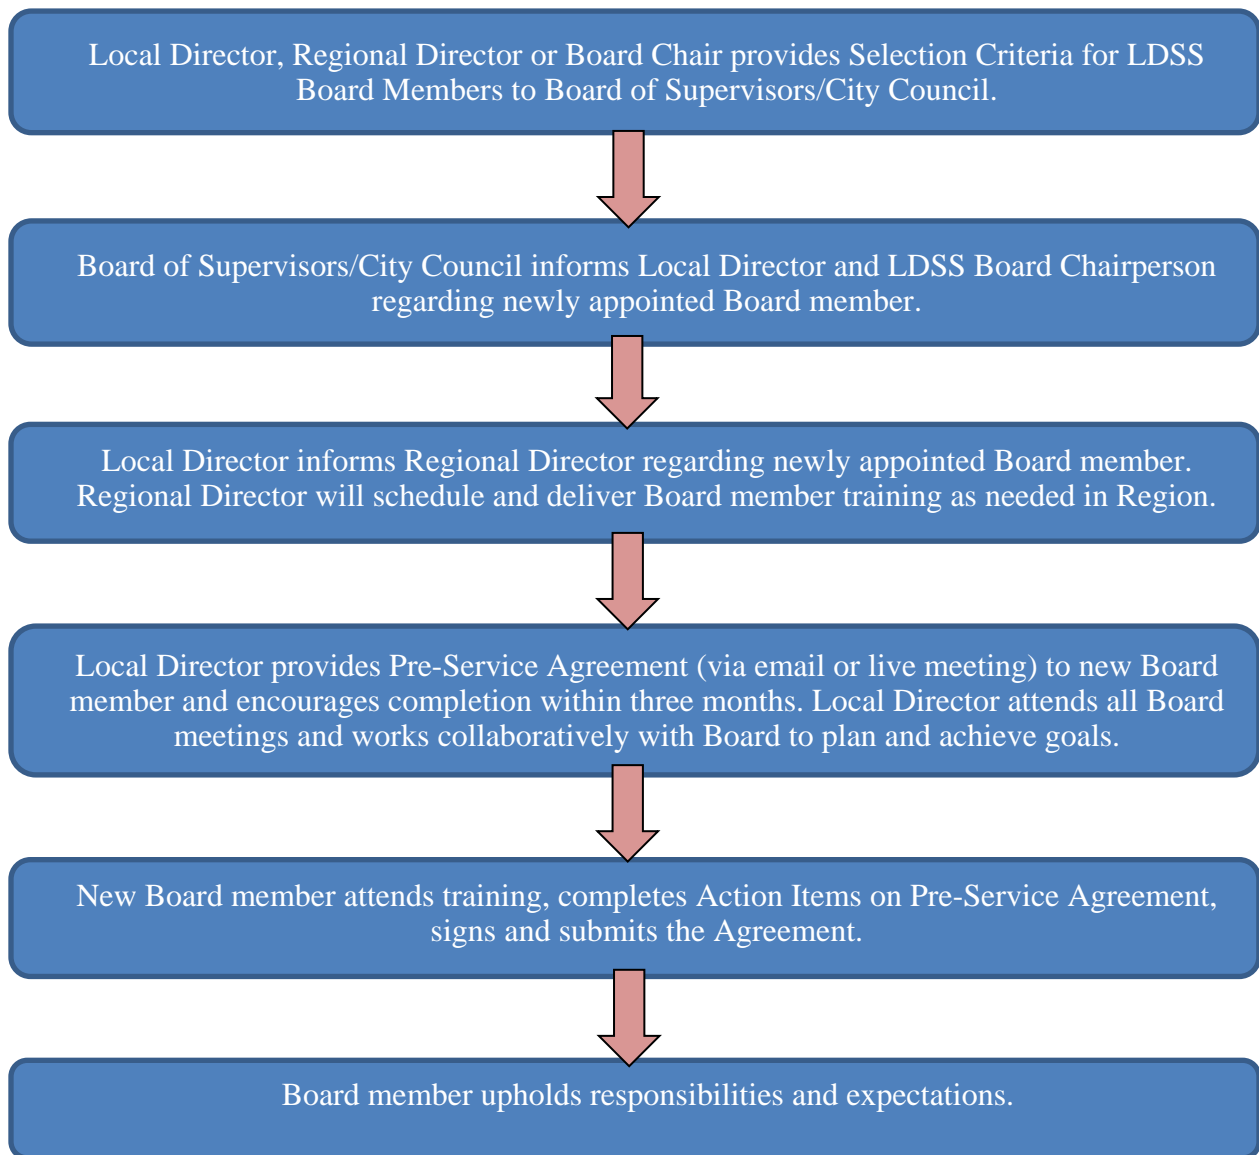 Local Director, Regional Director or Board Chair provides Selection Criteria for LDSS
Board Members to Board of Supervisors/City Council.
Board of Supervisors/City Council informs Local Director and LDSS Board Chairperson
regarding newly appointed Board member.
Local Director informs Regional Director regarding newly appointed Board member.
Regional Director will schedule and deliver Board member training as needed in Region.
Local Director provides Pre-Service Agreement (via email or live meeting) to new Board
member and encourages completion within three months. Local Director attends all Board
meetings and works collaboratively with Board to plan and achieve goals.
New Board member attends training, completes Action Items on Pre-Service Agreement,
signs and submits the Agreement.
Board member upholds responsibilities and expectations.